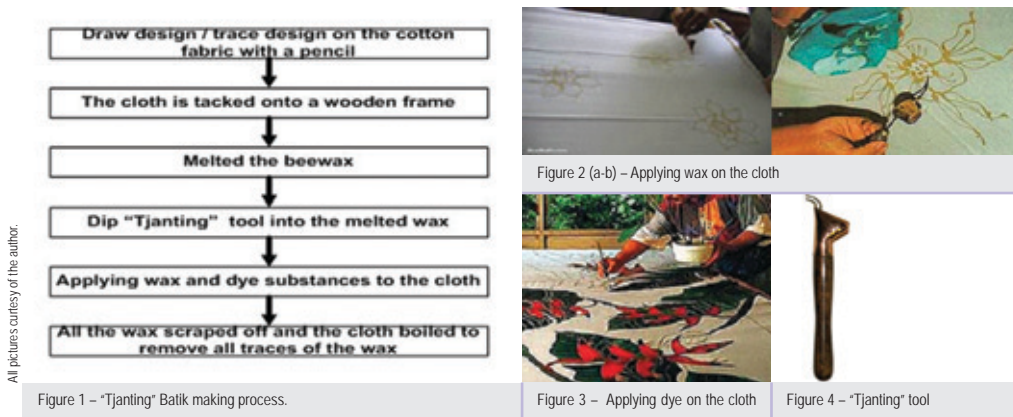 Draw design / trace design on the cotton
fabric with a pencil
The cloth is tacked onto a wooden frame
Melted the beewax
Dip “Tjanting” tool into the melted wax
Applying wax and dye substances to the cloth
All the wax scraped off and the cloth boiled to
remove all traces of the wax
All pictures curtesy of the author.
Figure 1 – “Tjanting” Batik making process.
Figure 2 (a-b) – Applying wax on the cloth
Figure 3 – Applying dye on the cloth
Figure 4 – “Tjanting” tool